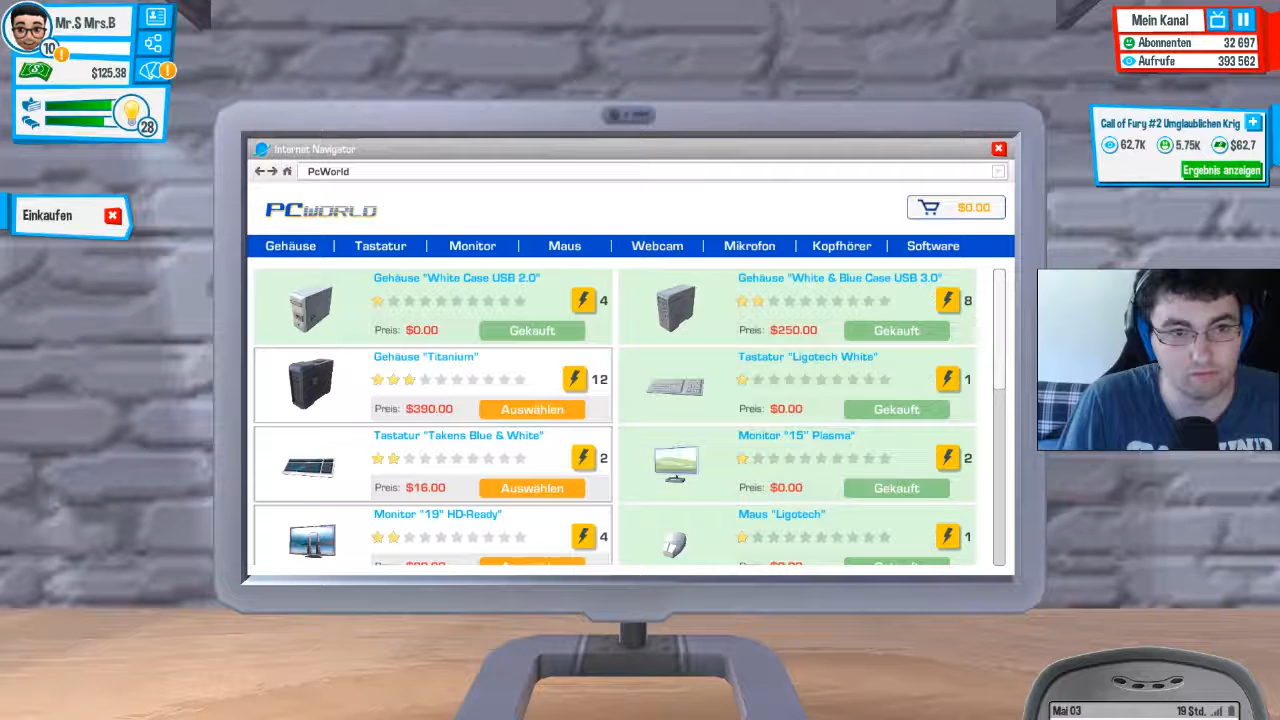 Mr.S Mrs.B
10
$125.38
28
Einkaufen
Mein Kanal
Abonnenten 32 697
Aufrufe 393 562
Call of Fury #2 Umglaublichen Krig
62,7K 5.75K $62,7
Ergebnis anzeigen
Internet Navigator
PcWorld
PCWORLD
$0.00
Gehäuse Tastatur Monitor Maus Webcam Mikrofon Kopfhörer Software
Gehäuse "White Case USB 2.0"
4
Preis: $0.00 Gekauft
Gehäuse "White & Blue Case USB 3.0"
8
Preis: $250.00 Gekauft
Gehäuse "Titanium"
12
Preis: $390.00 Auswählen
Tastatur "Ligotech White"
1
Preis: $0.00 Gekauft
Tastatur "Takens Blue & White"
2
Preis: $16.00 Auswählen
Monitor "15" Plasma"
2
Preis: $0.00 Gekauft
Monitor "19" HD-Ready"
4
Maus "Ligotech"
1
Mai 03 19 Std.